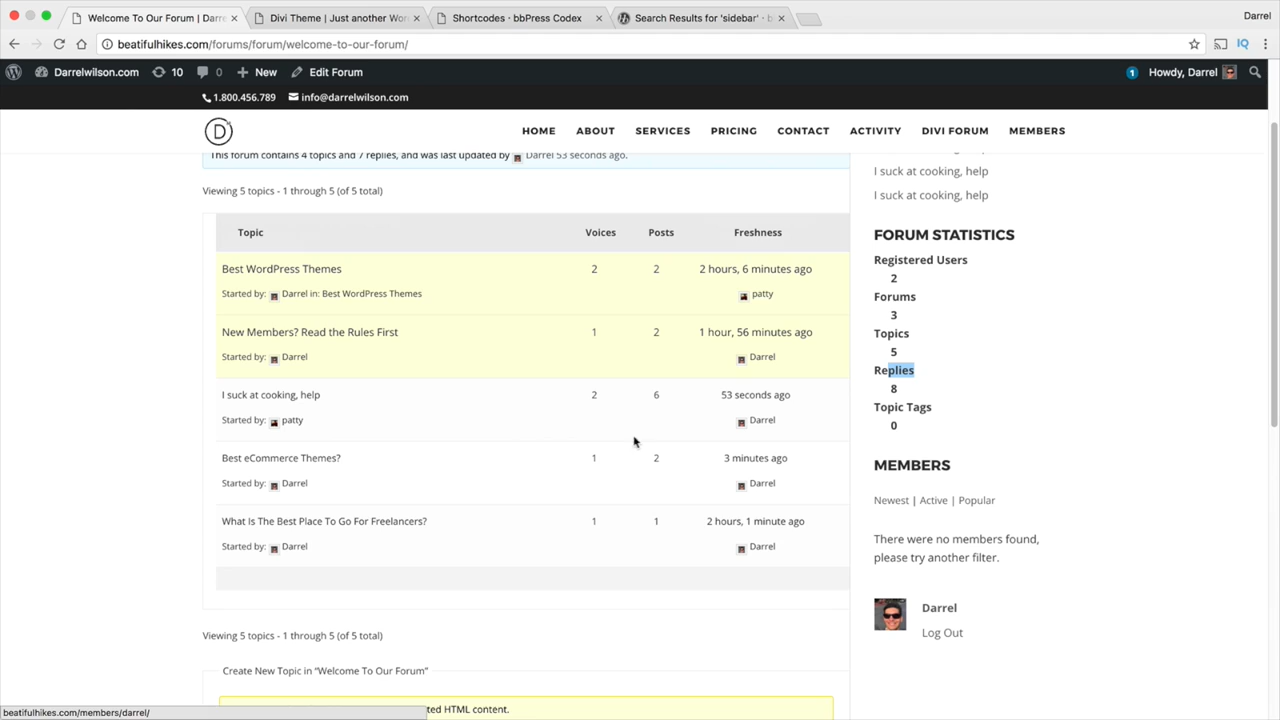 Welcome To Our Forum | Darre
Divi Theme | Just another Wor
Shortcodes · bbPress Codex
Search Results for 'sidebar' · b
Darrel
beatifulhikes.com/forums/forum/welcome-to-our-forum/
Darrelwilson.com
10
0
New
Edit Forum
1
Howdy, Darrel
1.800.456.789
info@darrelwilson.com
D
HOME
ABOUT
SERVICES
PRICING
CONTACT
ACTIVITY
DIVI FORUM
MEMBERS
This forum contains 4 topics and 7 replies, and was last updated by Darrel 53 seconds ago.
Viewing 5 topics - 1 through 5 (of 5 total)
Topic Voices Posts Freshness
Best WordPress Themes 2 2 2 hours, 6 minutes ago
Started by: Darrel in: Best WordPress Themes patty
New Members? Read the Rules First 1 2 1 hour, 56 minutes ago
Started by: Darrel Darrel
I suck at cooking, help 2 6 53 seconds ago
Started by: patty Darrel
Best eCommerce Themes? 1 2 3 minutes ago
Started by: Darrel Darrel
What Is The Best Place To Go For Freelancers? 1 1 2 hours, 1 minute ago
Started by: Darrel Darrel
Viewing 5 topics - 1 through 5 (of 5 total)
Create New Topic in “Welcome To Our Forum”
ted HTML content.
beatifulhikes.com/members/darrel/
I suck at cooking, help
I suck at cooking, help
FORUM STATISTICS
Registered Users
2
Forums
3
Topics
5
Replies
8
Topic Tags
0
MEMBERS
Newest | Active | Popular
There were no members found,
please try another filter.
Darrel
Log Out